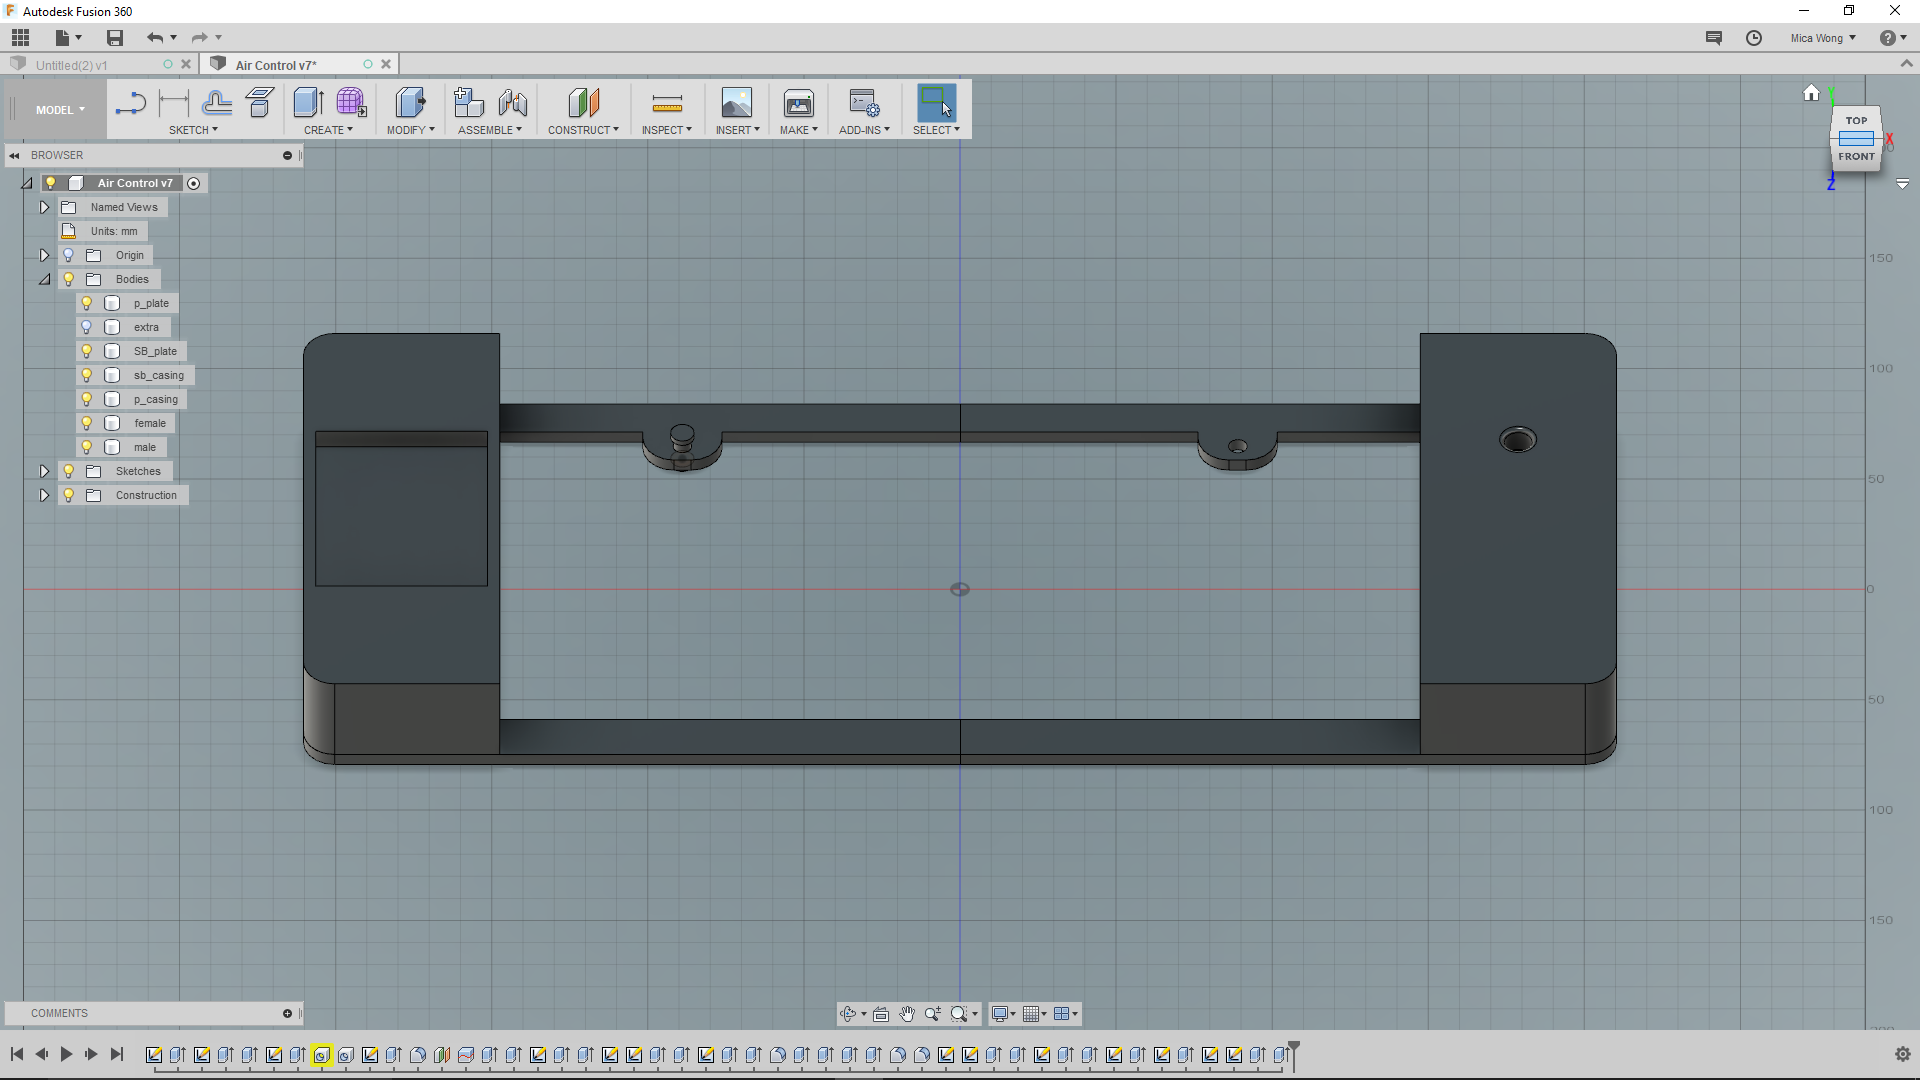 Autodesk Fusion 360
Mica Wong
Untitled(2) v1
Air Control v7*
MODEL
SKETCH
CREATE
MODIFY
ASSEMBLE
CONSTRUCT
INSPECT
INSERT
MAKE
ADD-INS
SELECT
TOP
FRONT
Y
X
Z
BROWSER
Air Control v7
Named Views
Units: mm
Origin
Bodies
p_plate
extra
SB_plate
sb_casing
p_casing
female
male
Sketches
Construction
150
100
50
0
50
100
150
COMMENTS